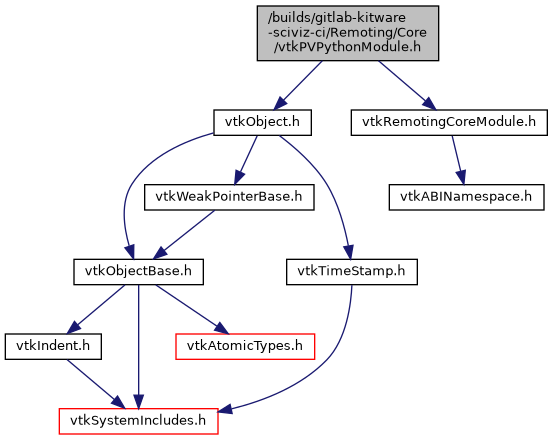 /builds/gitlab-kitware
-sciviz-ci/Remoting/Core
/vtkPVPythonModule.h
vtkObject.h
vtkRemotingCoreModule.h
vtkWeakPointerBase.h
vtkABINamespace.h
vtkObjectBase.h
vtkTimeStamp.h
vtkIndent.h
vtkAtomicTypes.h
vtkSystemIncludes.h